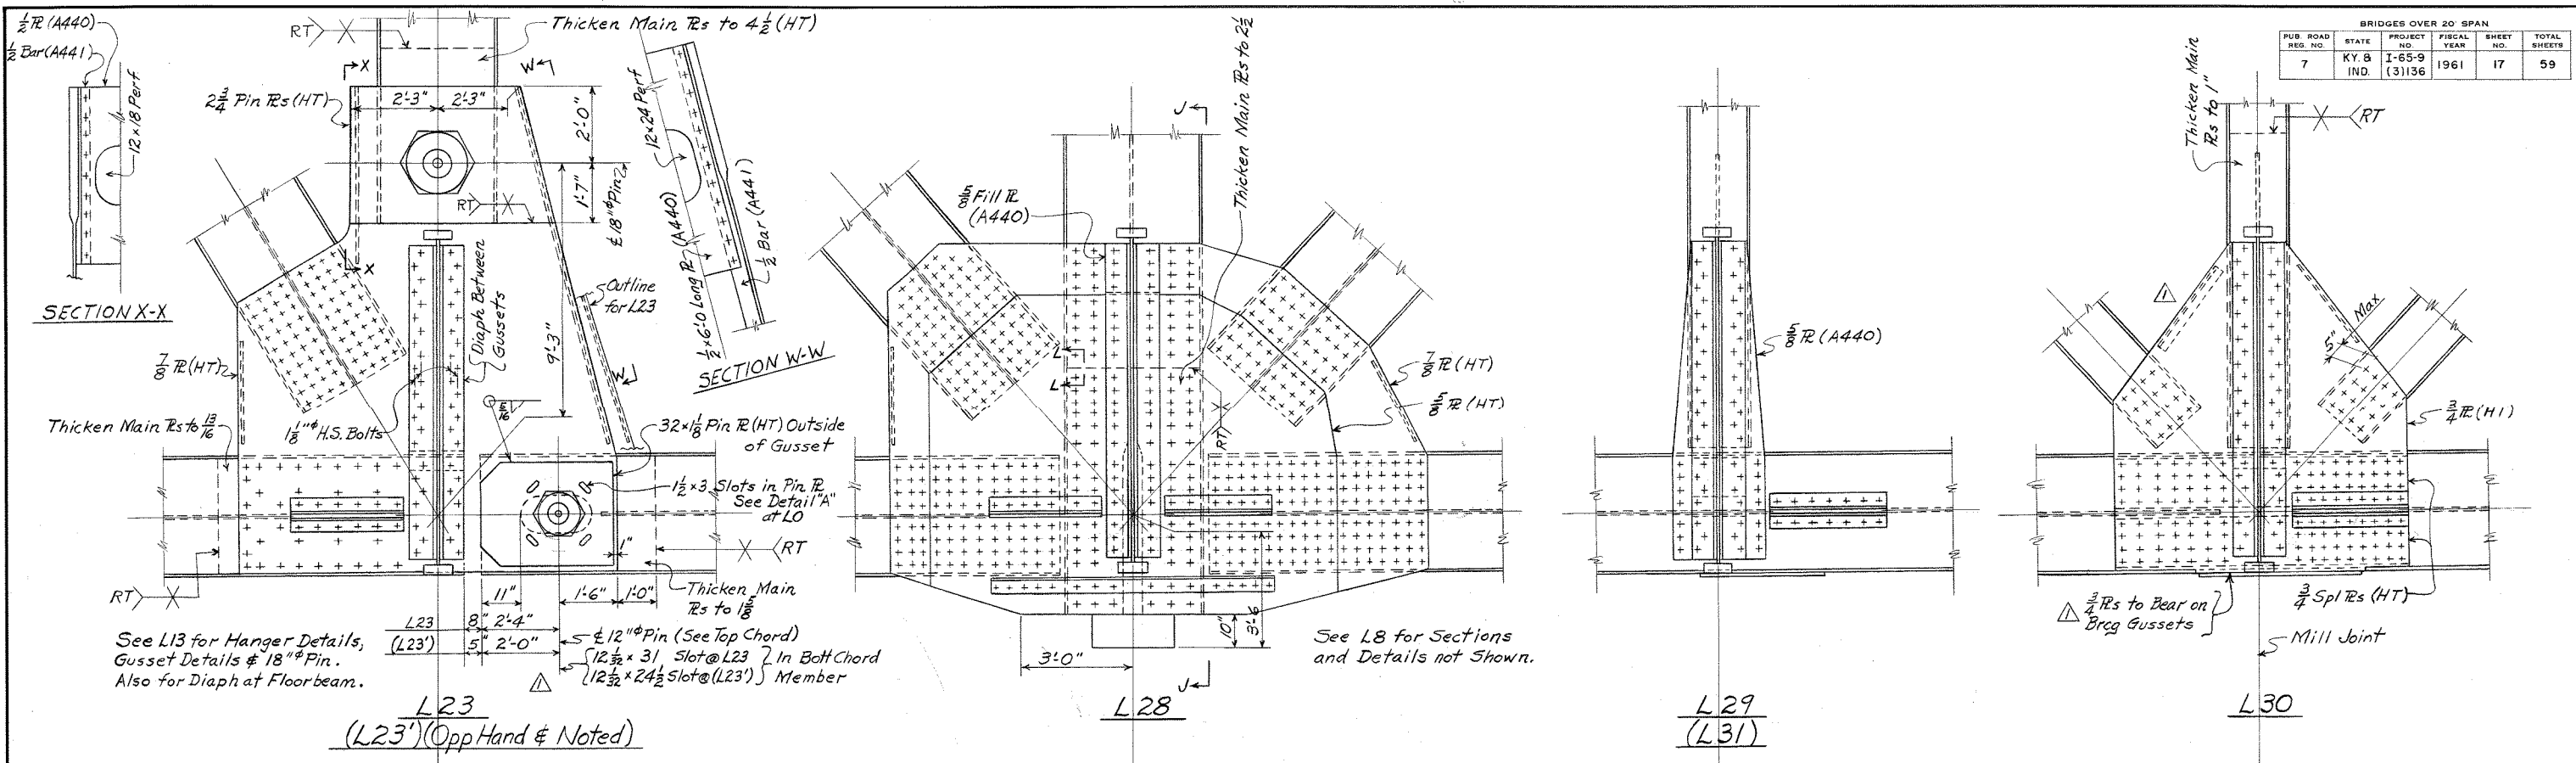 BRIDGES OVER 20' SPAN
PUB. ROAD REG. NO.
STATE
PROJECT NO.
FISCAL YEAR
SHEET NO.
TOTAL SHEETS
7
KY. & IND.
I-65-9 (3)136
1961
17
59
½ PL (A440)
½ Bar (A441)
12×18 Perf
SECTION X-X
RT
Thicken Main PLs to 4½ (HT)
X
W
2¾ Pin PLs (HT)
2'-3"
2'-3"
2'-0"
1'-7"
℄ 18"φ Pin
RT
X
12×24 Perf
½×6'-0 Long PL (A440)
½ Bar (A441)
SECTION W-W
Diaph Between
Gussets
9'-3"
Outline
for L23
W
⅞ PL (HT)
Thicken Main PLs to 13/16
1⅛"φ H.S. Bolts
5/16
32×1⅛ Pin PL (HT) Outside
of Gusset
1½×3 Slots in Pin PL
See Detail "A"
at L0
1"
RT
RT
Thicken Main
PLs to 1⅝
11"
1'-6"
1'-0"
L23 8" 2'-4"
(L23') 5" 2'-0"
℄ 12"φ Pin (See Top Chord)
12 1/32 × 31 Slot @ L23
12 1/32 × 24½ Slot @ (L23')
In Bott Chord
Member
1
See L13 for Hanger Details,
Gusset Details & 18"φ Pin.
Also for Diaph at Floorbeam.
L23
(L23') (Opp Hand & Noted)
J
Thicken Main PLs to 2½
⅝ Fill PL
(A440)
L
L
RT
⅞ PL (HT)
⅝ PL (HT)
3'-0"
10"
3'-6
J
See L8 for Sections
and Details not Shown.
L28
⅝ PL (A440)
L29
(L31)
Thicken Main
PLs to 1"
RT
1
5" Max
¾ PL (HT)
¾ Spl PLs (HT)
1
¾ PLs to Bear on
Brcg Gussets
Mill Joint
L30